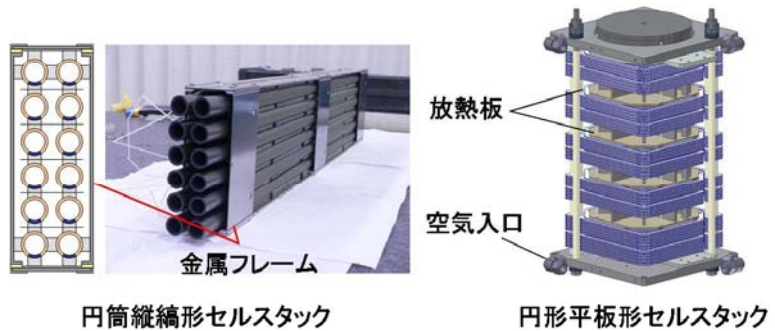 放熱板
空気入口
金属フレーム
円筒縦縞形セルスタック
円形平板形セルスタック